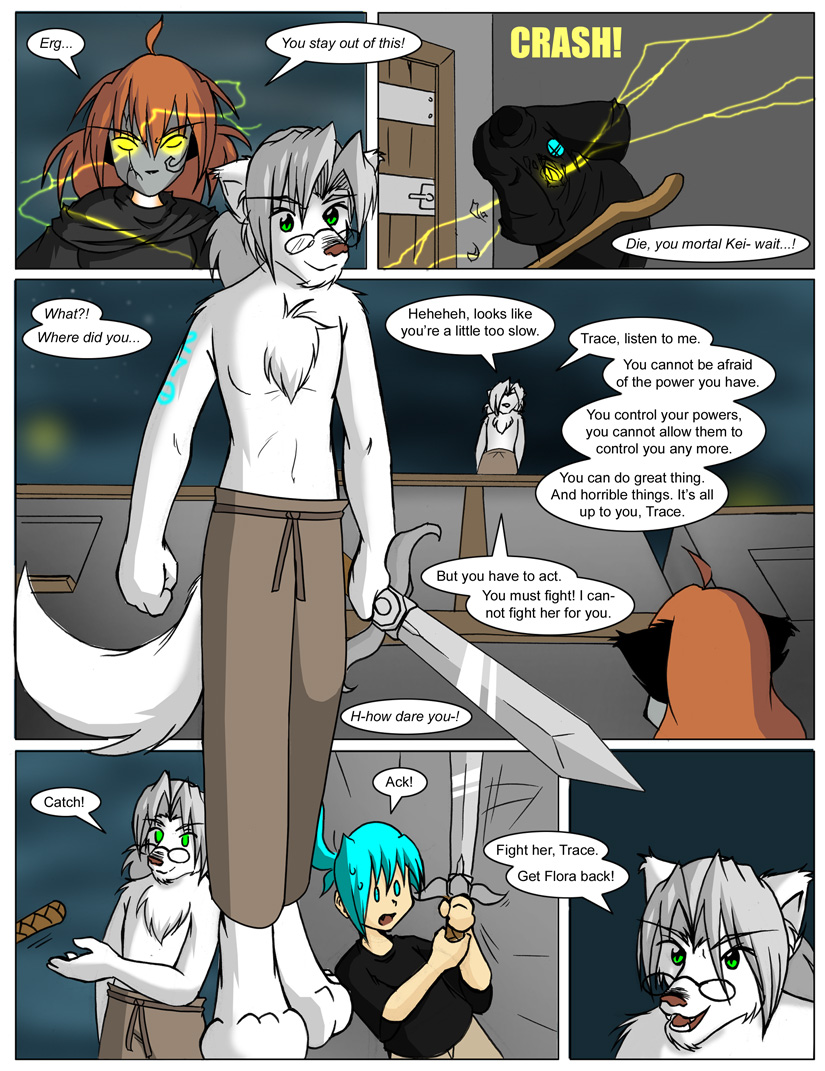 Erg...
You stay out of this!
CRASH!
Die, you mortal Kei- wait...!
What?!
Where did you...
Heheheh, looks like
you're a little too slow.
Trace, listen to me.
You cannot be afraid
of the power you have.
You control your powers,
you cannot allow them to
control you any more.
You can do great thing.
And horrible things. It's all
up to you, Trace.
But you have to act.
You must fight! I can-
not fight her for you.
H-how dare you-!
Catch!
Ack!
Fight her, Trace.
Get Flora back!